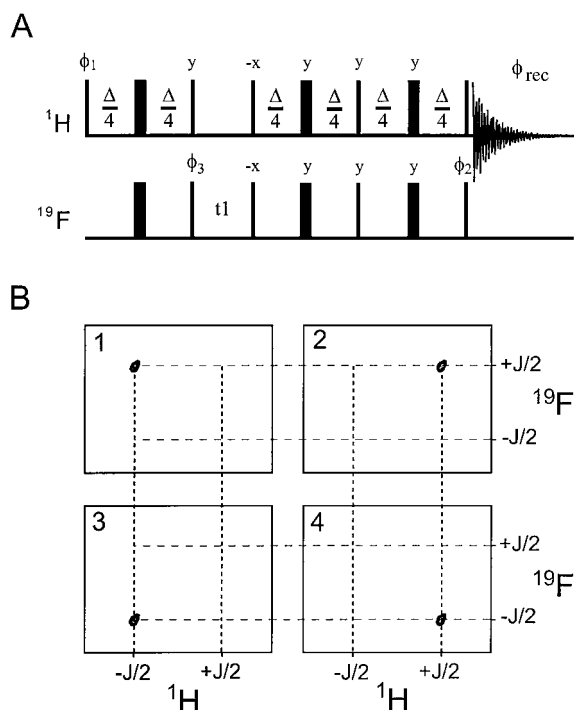 A
ϕ1 y -x y y y ϕrec
Δ/4 Δ/4 Δ/4 Δ/4 Δ/4 Δ/4
1H
ϕ3 -x y y y ϕ2
t1
19F
B
1 2
+J/2
19F
-J/2
3 4
+J/2
19F
-J/2
-J/2 +J/2 -J/2 +J/2
1H 1H